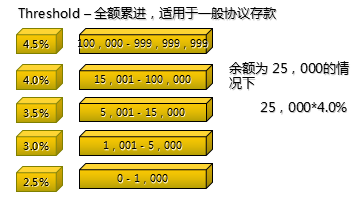 Threshold – 全额累进，适用于一般协议存款
4.5% 100，000 - 999，999，999
4.0% 15，001 - 100，000
3.5% 5，001 - 15，000
3.0% 1，001 - 5，000
2.5% 0 - 1，000
余额为 25，000的情
况下
25，000*4.0%